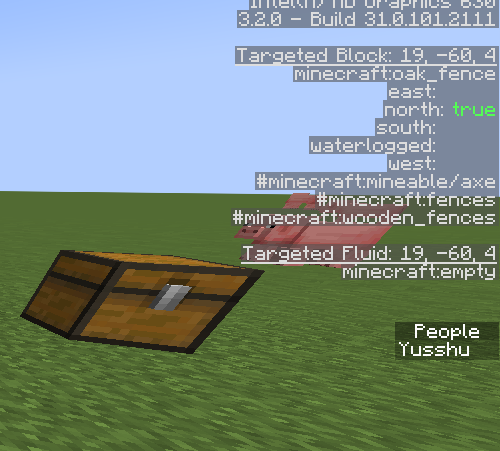 Intel(R) HD Graphics 630
3.2.0 - Build 31.0.101.2111
Targeted Block: 19, -60, 4
minecraft:oak_fence
east:
north: true
south:
waterlogged:
west:
#minecraft:mineable/axe
#minecraft:fences
#minecraft:wooden_fences
Targeted Fluid: 19, -60, 4
minecraft:empty
People
Yusshu